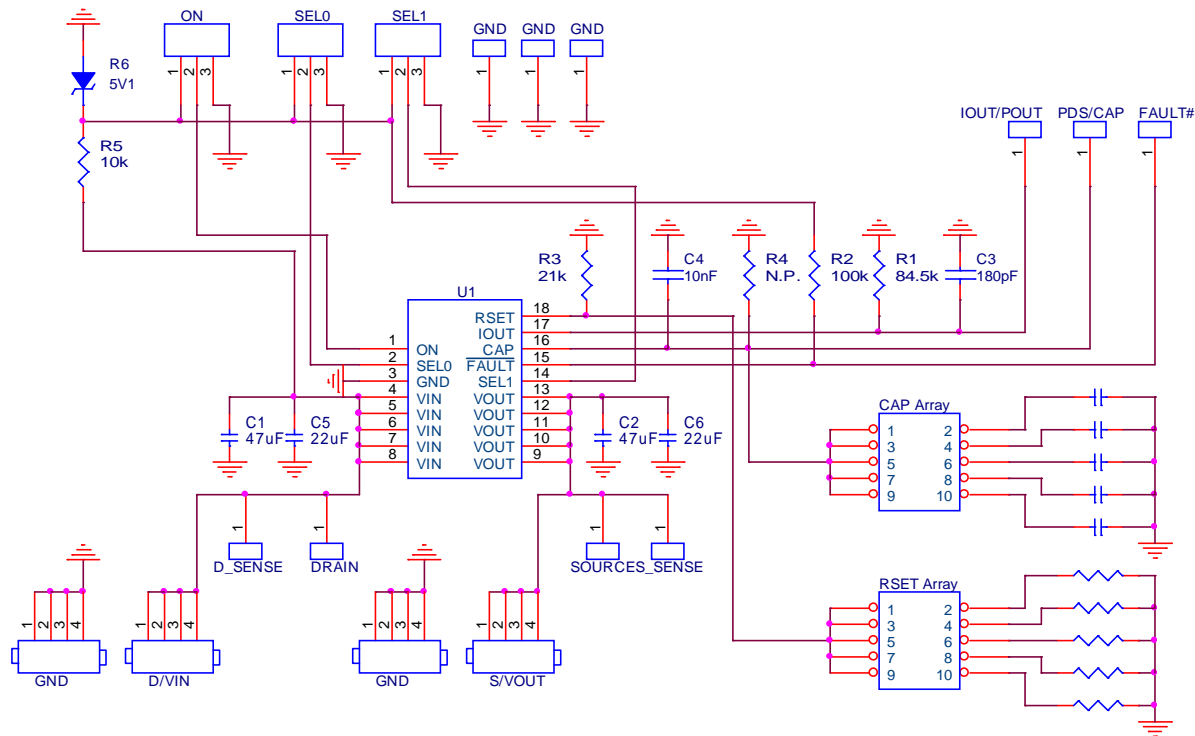 ON
SEL0
SEL1
GND
GND
GND
1
2
3
1
2
3
1
2
3
1
1
1
R6
5V1
R5
10k
IOUT/POUT
PDS/CAP
FAULT#
1
1
1
R3
21k
C4
10nF
R4
N.P.
R2
100k
R1
84.5k
C3
180pF
U1
1
ON
2
SEL0
3
GND
4
VIN
5
VIN
6
VIN
7
VIN
8
VIN
RSET
18
IOUT
17
CAP
16
FAULT
15
SEL1
14
VOUT
13
VOUT
12
VOUT
11
VOUT
10
VOUT
9
C1
47uF
C5
22uF
C2
47uF
C6
22uF
CAP Array
1
2
3
4
5
6
7
8
9
10
1
1
1
1
D_SENSE
DRAIN
SOURCE
S_SENSE
RSET Array
1
2
3
4
5
6
7
8
9
10
1
2
3
4
1
2
3
4
1
2
3
4
1
2
3
4
GND
D/VIN
GND
S/VOUT